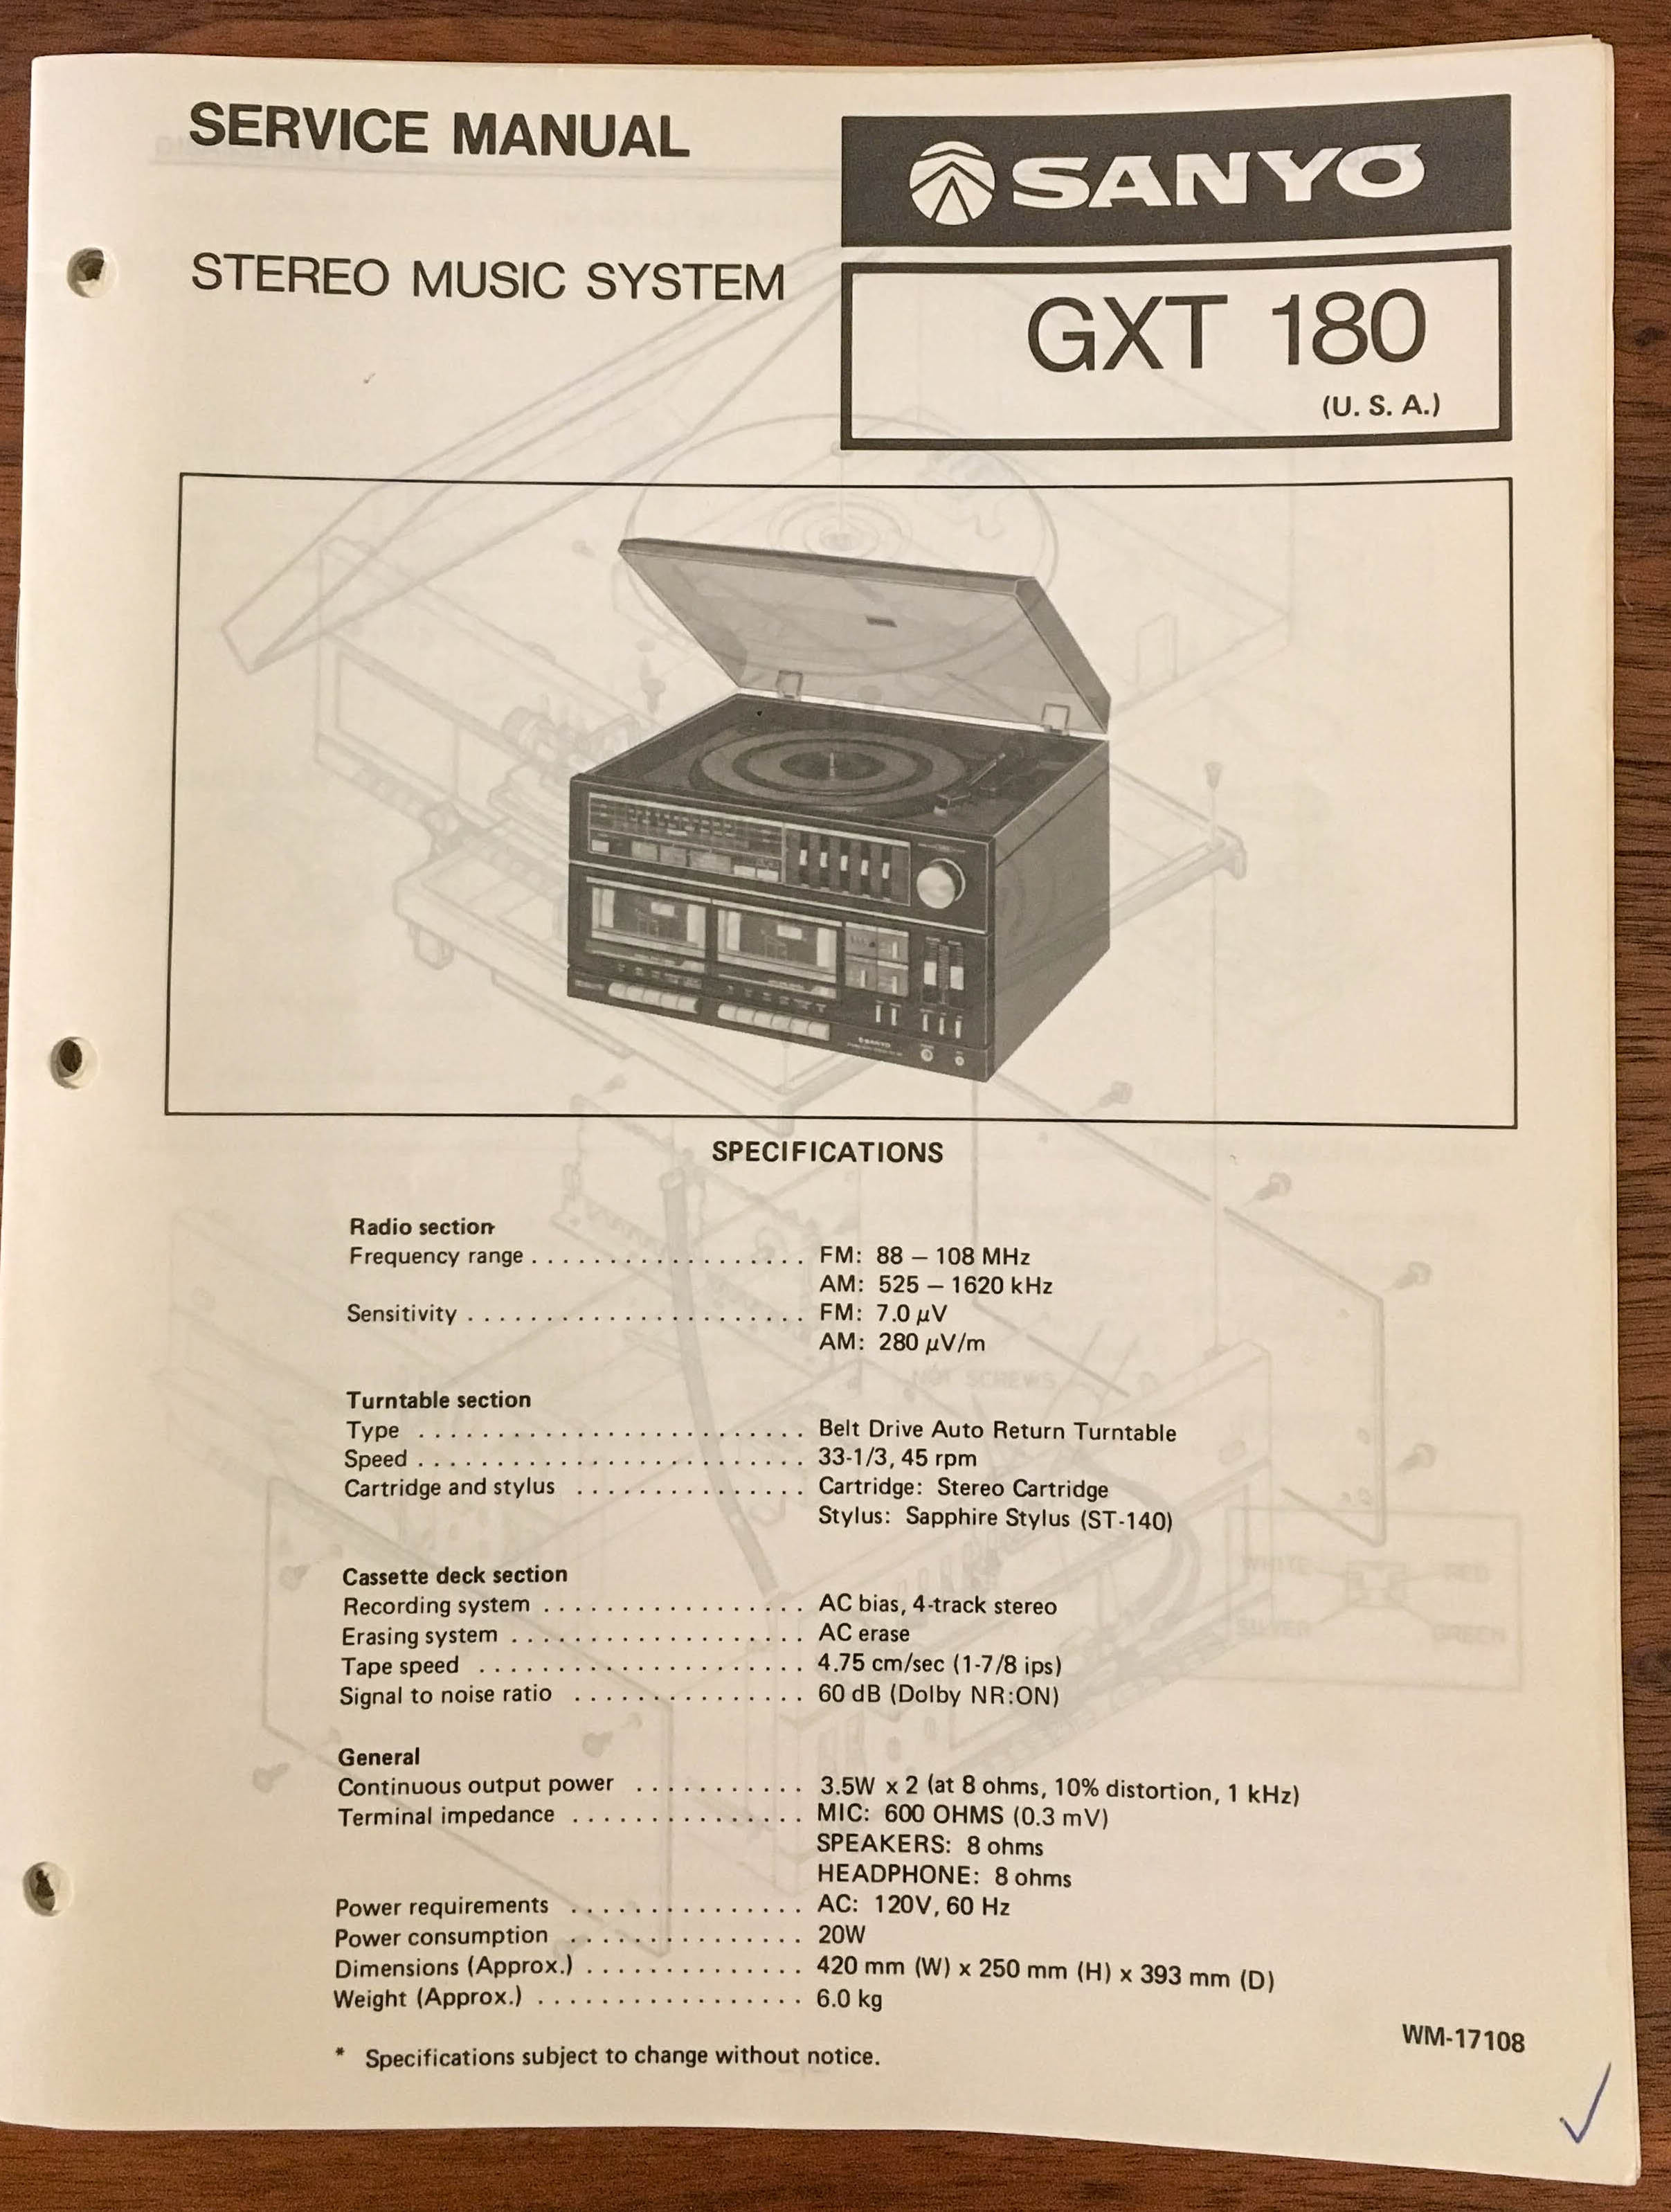 SERVICE MANUAL
SANYO
STEREO MUSIC SYSTEM
GXT 180
(U. S. A.)
SANYO
SPECIFICATIONS
Radio section
Frequency range . . . . . . . . . . . . . . . . . . FM: 88 – 108 MHz
AM: 525 – 1620 kHz
Sensitivity . . . . . . . . . . . . . . . . . . . . . . FM: 7.0 µV
AM: 280 µV/m
NOT SCREWS
Turntable section
Type . . . . . . . . . . . . . . . . . . . . . . . . . Belt Drive Auto Return Turntable
Speed . . . . . . . . . . . . . . . . . . . . . . . . . 33-1/3, 45 rpm
Cartridge and stylus . . . . . . . . . . . . . . . Cartridge: Stereo Cartridge
Stylus: Sapphire Stylus (ST-140)
WHITE RED
SILVER GREEN
Cassette deck section
Recording system . . . . . . . . . . . . . . . . . AC bias, 4-track stereo
Erasing system . . . . . . . . . . . . . . . . . . . AC erase
Tape speed . . . . . . . . . . . . . . . . . . . . . 4.75 cm/sec (1-7/8 ips)
Signal to noise ratio . . . . . . . . . . . . . . . 60 dB (Dolby NR:ON)
General
Continuous output power . . . . . . . . . . . 3.5W x 2 (at 8 ohms, 10% distortion, 1 kHz)
Terminal impedance . . . . . . . . . . . . . . . MIC: 600 OHMS (0.3 mV)
SPEAKERS: 8 ohms
HEADPHONE: 8 ohms
Power requirements . . . . . . . . . . . . . . . AC: 120V, 60 Hz
Power consumption . . . . . . . . . . . . . . . 20W
Dimensions (Approx.) . . . . . . . . . . . . . . 420 mm (W) x 250 mm (H) x 393 mm (D)
Weight (Approx.) . . . . . . . . . . . . . . . . . 6.0 kg
WM-17108
* Specifications subject to change without notice.